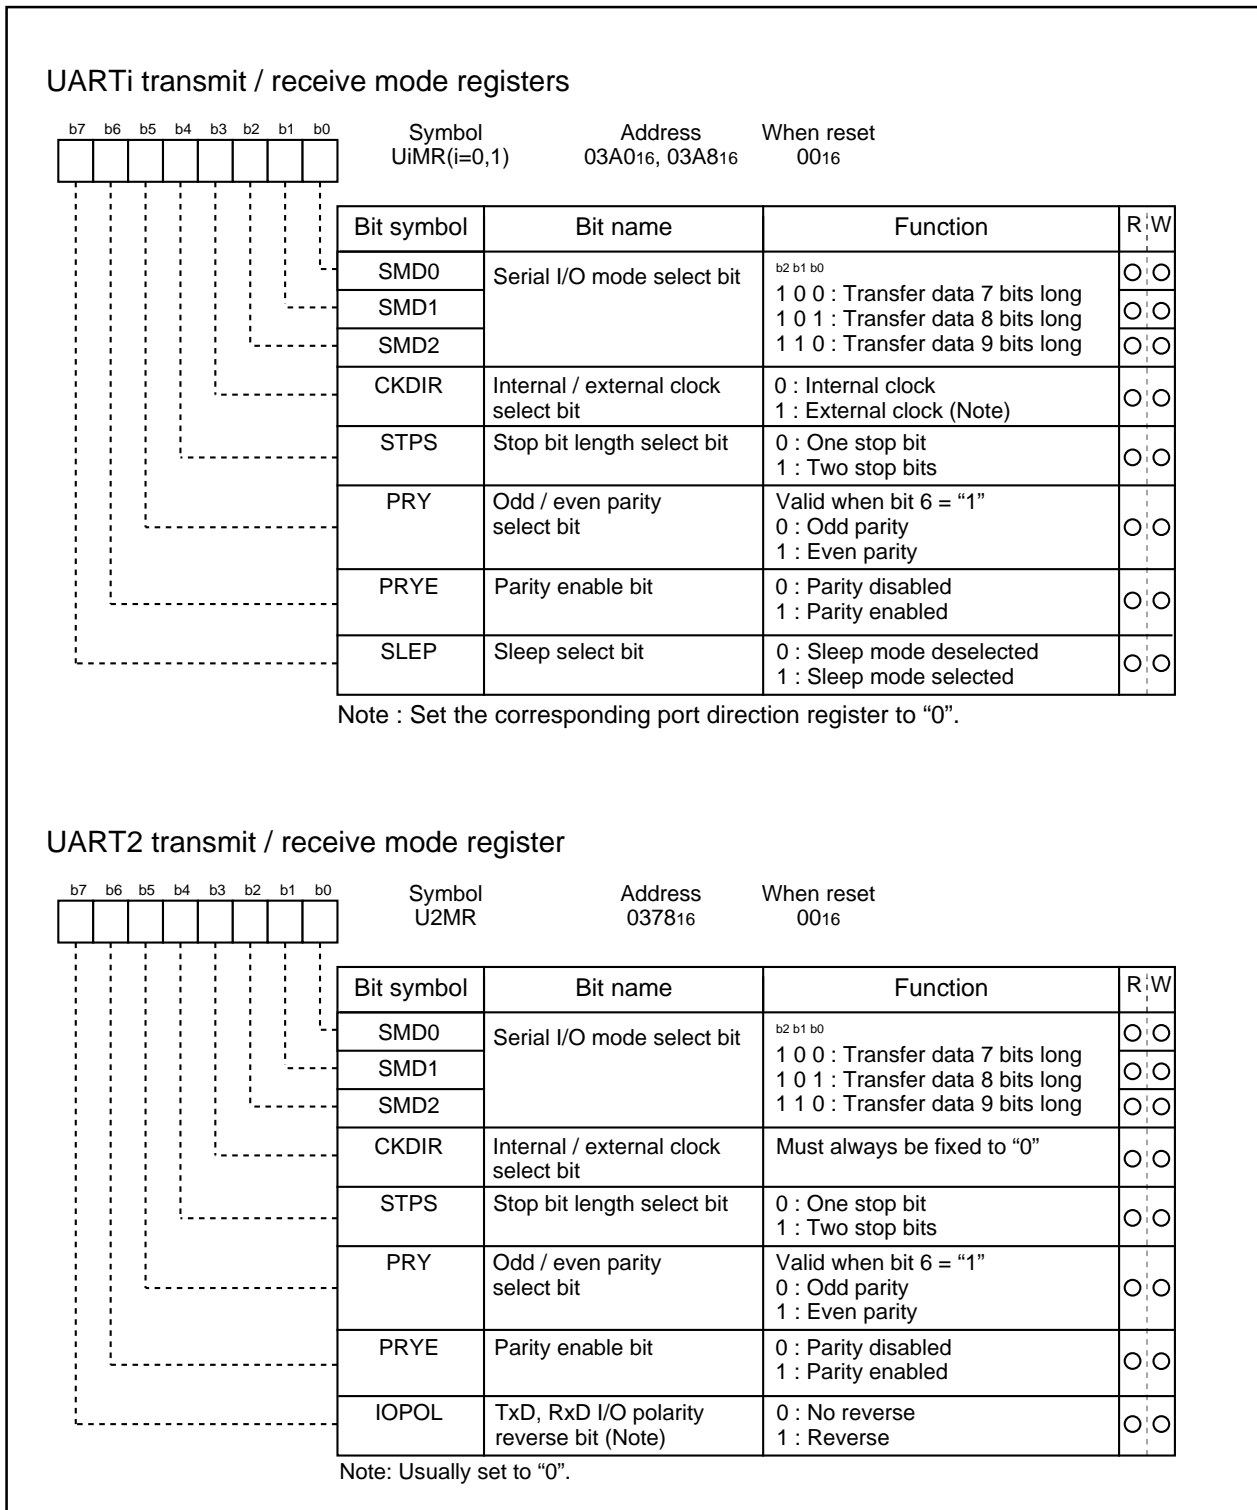 UARTi transmit / receive mode registers
b7 b6 b5 b4 b3 b2 b1 b0
Symbol Address When reset
UiMR(i=0,1) 03A016, 03A816 0016
Bit symbol Bit name Function R W
SMD0 Serial I/O mode select bit b2 b1 b0
1 0 0 : Transfer data 7 bits long
SMD1 1 0 1 : Transfer data 8 bits long
SMD2 1 1 0 : Transfer data 9 bits long
CKDIR Internal / external clock 0 : Internal clock
select bit 1 : External clock (Note)
STPS Stop bit length select bit 0 : One stop bit
1 : Two stop bits
PRY Odd / even parity Valid when bit 6 = “1”
select bit 0 : Odd parity
1 : Even parity
PRYE Parity enable bit 0 : Parity disabled
1 : Parity enabled
SLEP Sleep select bit 0 : Sleep mode deselected
1 : Sleep mode selected
Note : Set the corresponding port direction register to “0”.
UART2 transmit / receive mode register
b7 b6 b5 b4 b3 b2 b1 b0
Symbol Address When reset
U2MR 037816 0016
Bit symbol Bit name Function R W
SMD0 Serial I/O mode select bit b2 b1 b0
1 0 0 : Transfer data 7 bits long
SMD1 1 0 1 : Transfer data 8 bits long
SMD2 1 1 0 : Transfer data 9 bits long
CKDIR Internal / external clock Must always be fixed to “0”
select bit
STPS Stop bit length select bit 0 : One stop bit
1 : Two stop bits
PRY Odd / even parity Valid when bit 6 = “1”
select bit 0 : Odd parity
1 : Even parity
PRYE Parity enable bit 0 : Parity disabled
1 : Parity enabled
IOPOL TxD, RxD I/O polarity 0 : No reverse
reverse bit (Note) 1 : Reverse
Note: Usually set to “0”.